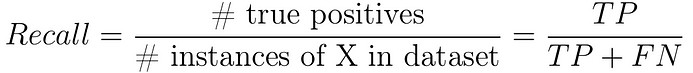 Recall = # true positives / # instances of X in dataset = TP / TP + FN